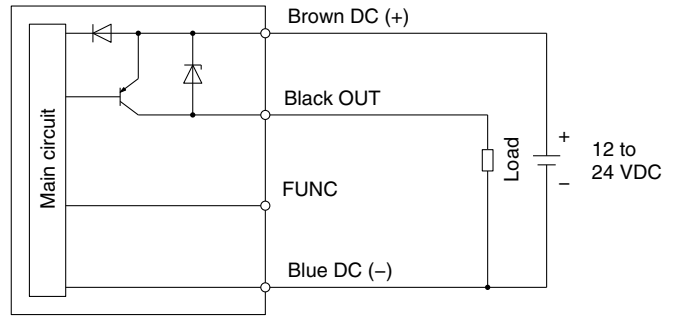 Brown DC (+)
Main circuit
Black OUT
Load
+
12 to
24 VDC
−
FUNC
Blue DC (−)